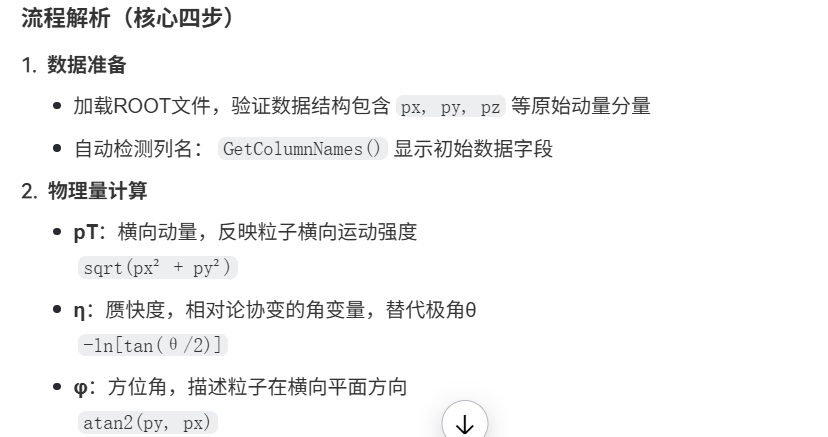 流程解析（核心四步）
1. 数据准备
• 加载ROOT文件，验证数据结构包含 px, py, pz 等原始动量分量
• 自动检测列名： GetColumnNames() 显示初始数据字段
2. 物理量计算
• pT：横向动量，反映粒子横向运动强度
sqrt(px² + py²)
• η：赝快度，相对论协变的角变量，替代极角θ
-ln[tan(θ/2)]
• φ：方位角，描述粒子在横向平面方向
atan2(py, px)